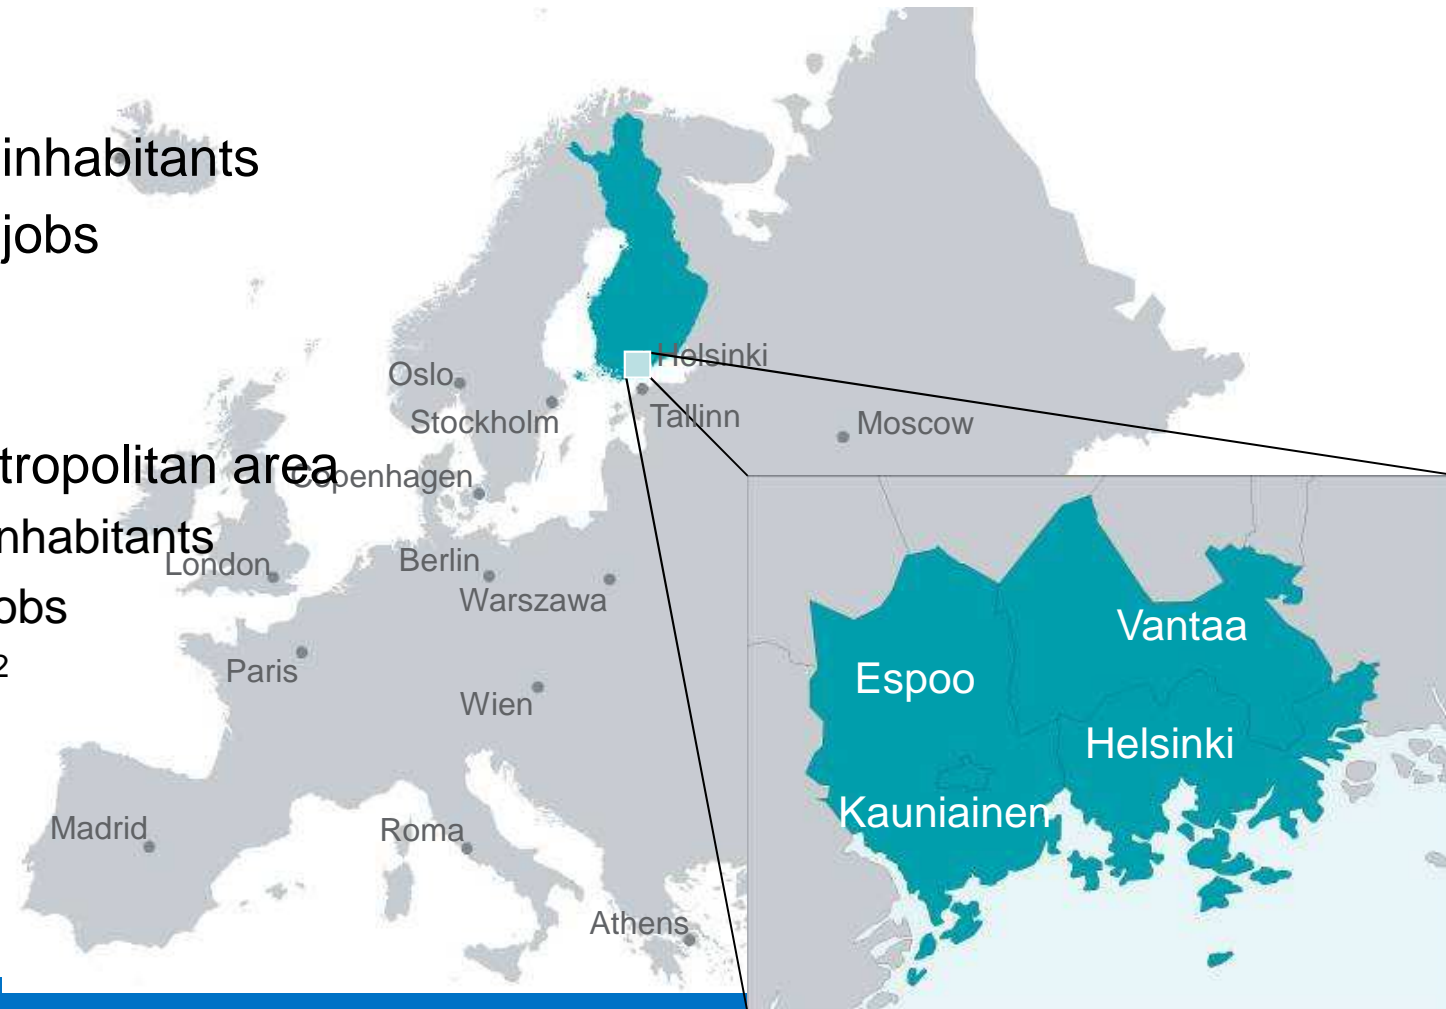 inhabitants
jobs
Helsinki
Oslo
Stockholm
Tallinn
Moscow
tropolitan area
Copenhagen
nhabitants
London
Berlin
Warszawa
obs
2
Paris
Wien
Madrid
Roma
Athens
Vantaa
Espoo
Helsinki
Kauniainen